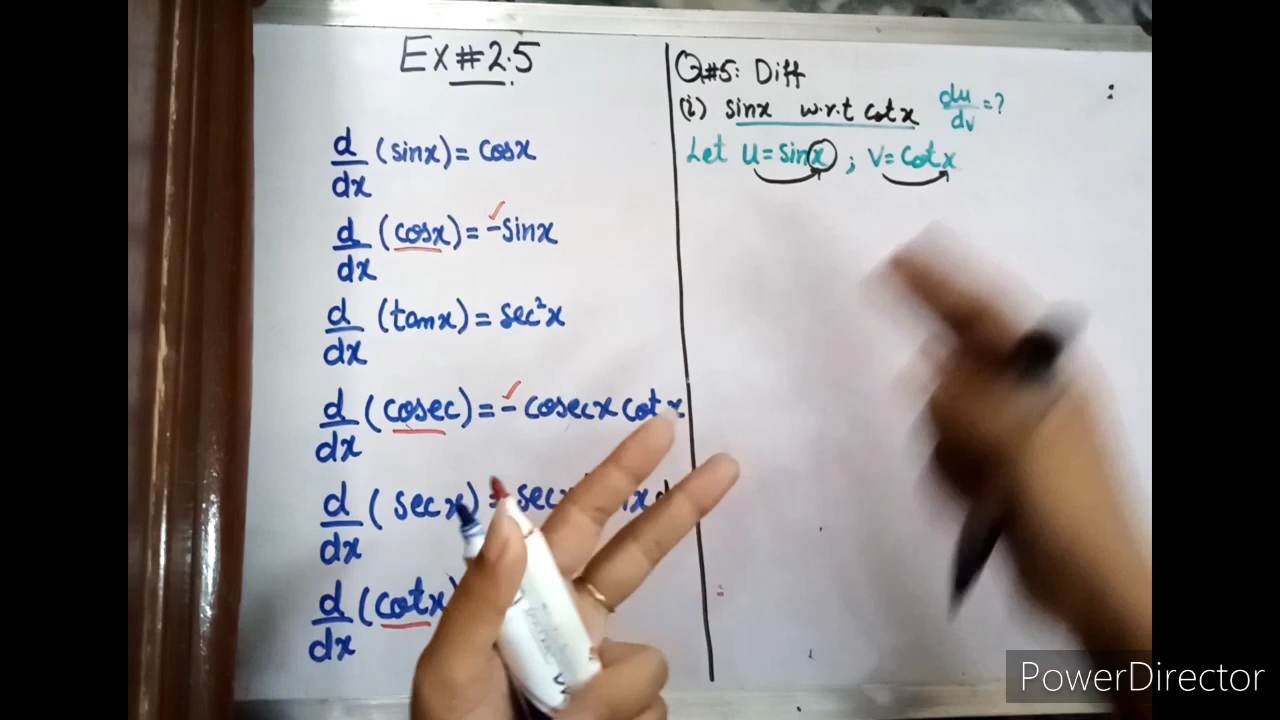 Ex#2.5
d/dx (sinx) = cosx
d/dx (cosx) = -sinx
d/dx (tanx) = sec²x
d/dx (cosec) = - cosecx cotx
d/dx (secx) = secx
d/dx (cotx)
Q#5: Diff
(i) sinx w.r.t cotx du/dv = ?
Let u = sinx ; v = cotx
PowerDirector